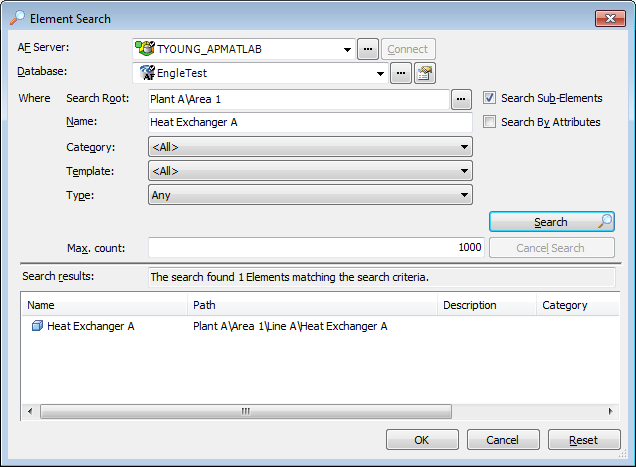 Element Search
AF Server: TYOUNG_APMATLAB ... Connect
Database: EngleTest ...
Where Search Root: Plant A\Area 1 ... Search Sub-Elements
Name: Heat Exchanger A Search By Attributes
Category: <All>
Template: <All>
Type: Any
Search
Max. count: 1000 Cancel Search
Search results: The search found 1 Elements matching the search criteria.
Name Path Description Category
Heat Exchanger A Plant A\Area 1\Line A\Heat Exchanger A
OK Cancel Reset